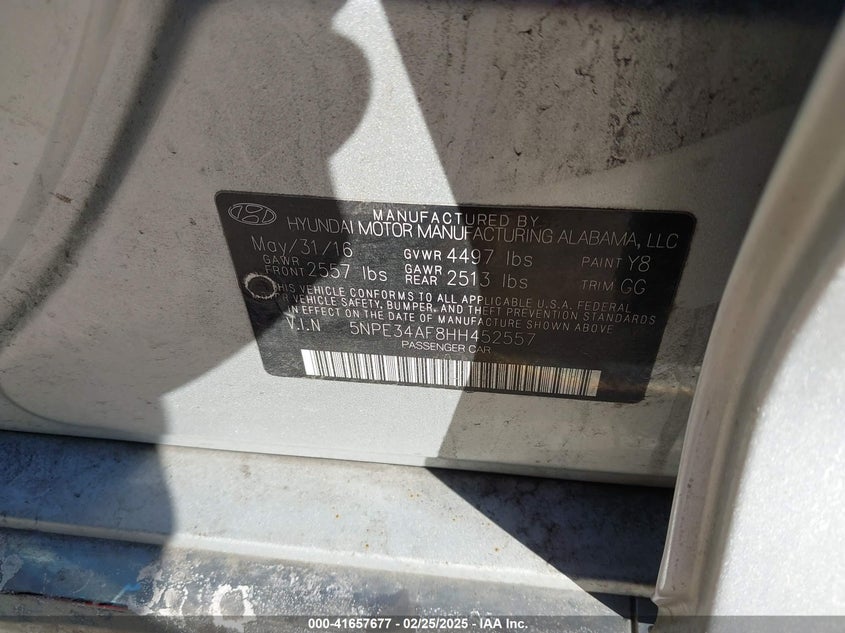 MANUFACTURED BY
HYUNDAI MOTOR MANUFACTURING ALABAMA, LLC
May/31/16 GVWR 4497 lbs PAINT Y8
GAWR FRONT 2557 lbs GAWR REAR 2513 lbs TRIM GG
THIS VEHICLE CONFORMS TO ALL APPLICABLE U.S.A. FEDERAL
MOTOR VEHICLE SAFETY, BUMPER, AND THEFT PREVENTION STANDARDS
IN EFFECT ON THE DATE OF MANUFACTURE SHOWN ABOVE
V.I.N 5NPE34AF8HH452557
PASSENGER CAR
000-41657677 - 02/25/2025 - IAA Inc.